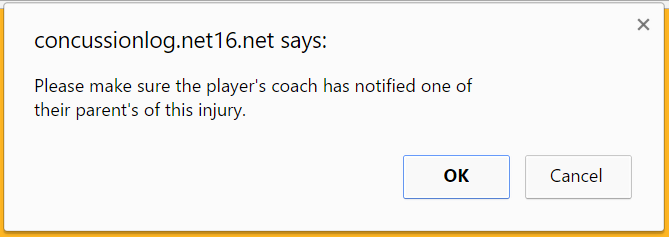 concussionlog.net16.net says:
Please make sure the player's coach has notified one of
their parent's of this injury.
OK Cancel